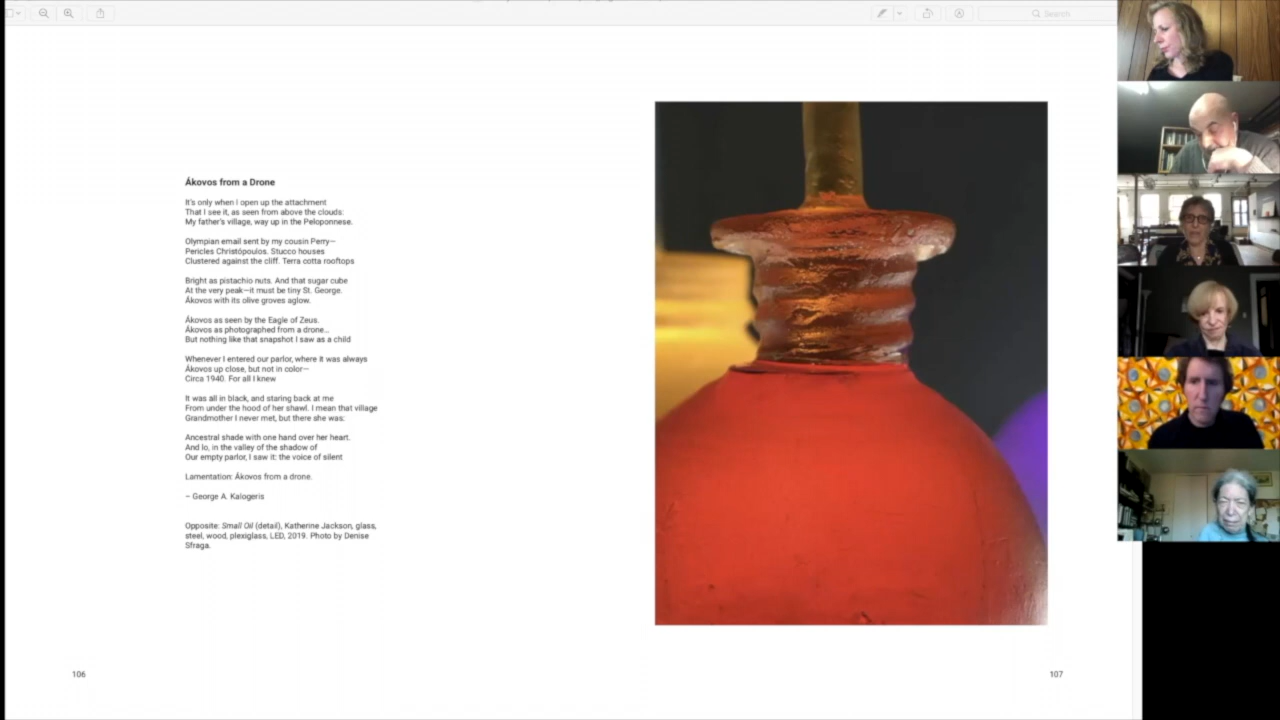 Search
Ákovos from a Drone
It's only when I open up the attachment
That I see it, as seen from above the clouds:
My father's village, way up in the Peloponnese.
Olympian email sent by my cousin Perry—
Pericles Christópoulos. Stucco houses
Clustered against the cliff. Terra cotta rooftops
Bright as pistachio nuts. And that sugar cube
At the very peak—it must be tiny St. George.
Ákovos with its olive groves aglow.
Ákovos as seen by the Eagle of Zeus.
Ákovos as photographed from a drone…
But nothing like that snapshot I saw as a child
Whenever I entered our parlor, where it was always
Ákovos up close, but not in color—
Circa 1940. For all I knew
It was all in black, and staring back at me
From under the hood of her shawl. I mean that village
Grandmother I never met, but there she was:
Ancestral shade with one hand over her heart.
And lo, in the valley of the shadow of
Our empty parlor, I saw it: the voice of silent
Lamentation: Ákovos from a drone.
– George A. Kalogeris
Opposite: Small Oil (detail), Katherine Jackson, glass,
steel, wood, plexiglass, LED, 2019. Photo by Denise
Sfraga.
106
107